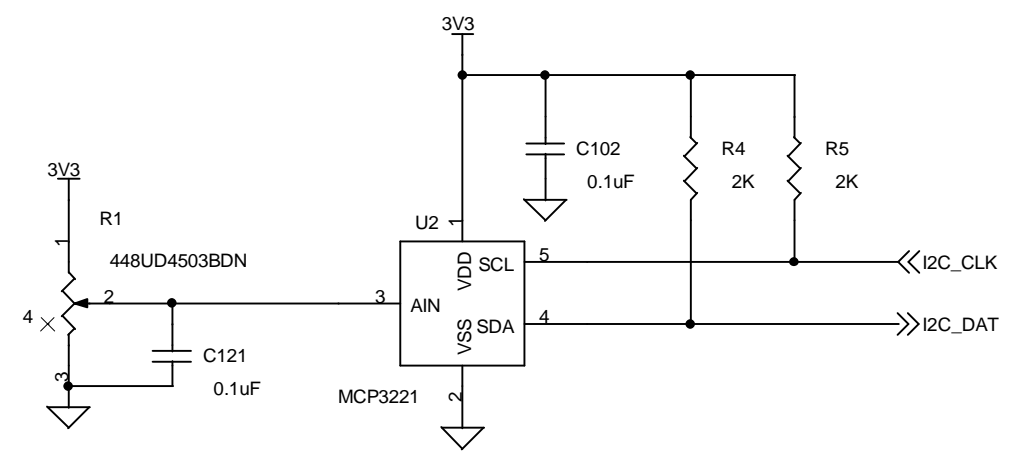 3V3
C102
0.1uF
R4
2K
R5
2K
3V3
R1
448UD4503BDN
1
2
4
3
C121
0.1uF
U2
1
VDD
SCL
5
I2C_CLK
3
AIN
VSS
SDA
4
I2C_DAT
MCP3221
2